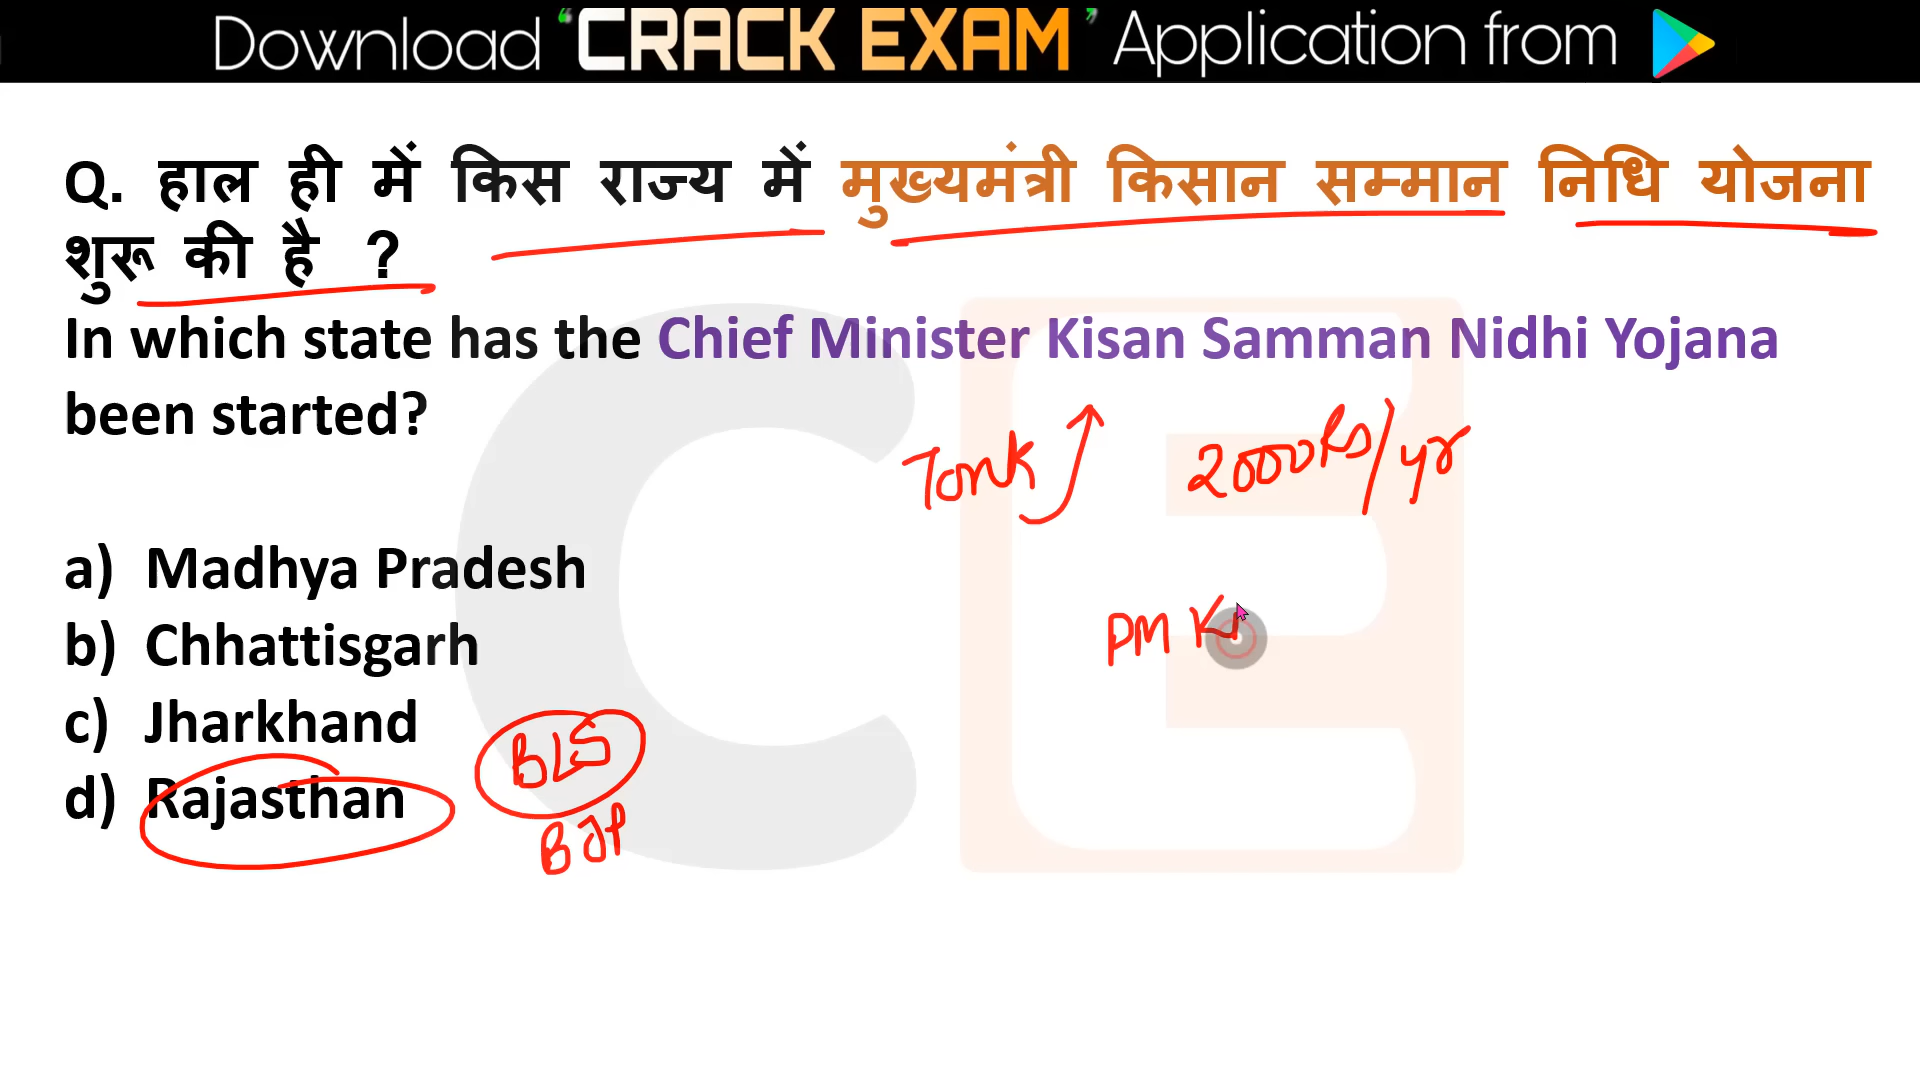 Download ‘CRACK EXAM’ Application from
Q. हाल ही में किस राज्य में मुख्यमंत्री किसान सम्मान निधि योजना
शुरू की है ?
In which state has the Chief Minister Kisan Samman Nidhi Yojana
been started?
Tonk 2000Rs/yr
a) Madhya Pradesh
b) Chhattisgarh
PM
c) Jharkhand
BLS
d) Rajasthan
BJP
CE